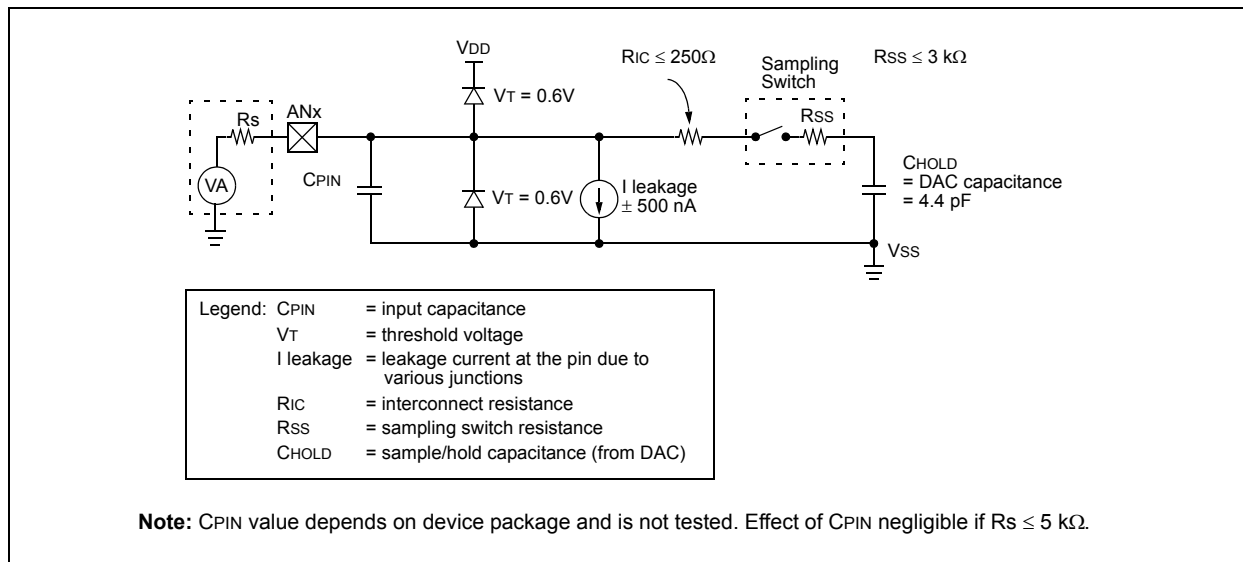 VDD
RIC ≤ 250Ω
Sampling
Switch
RSS ≤ 3 kΩ
VT = 0.6V
Rs
ANx
RSS
CHOLD
= DAC capacitance
= 4.4 pF
VA
CPIN
VT = 0.6V
I leakage
± 500 nA
VSS
Legend: CPIN = input capacitance
VT = threshold voltage
I leakage = leakage current at the pin due to
various junctions
RIC = interconnect resistance
RSS = sampling switch resistance
CHOLD = sample/hold capacitance (from DAC)
Note: CPIN value depends on device package and is not tested. Effect of CPIN negligible if Rs ≤ 5 kΩ.